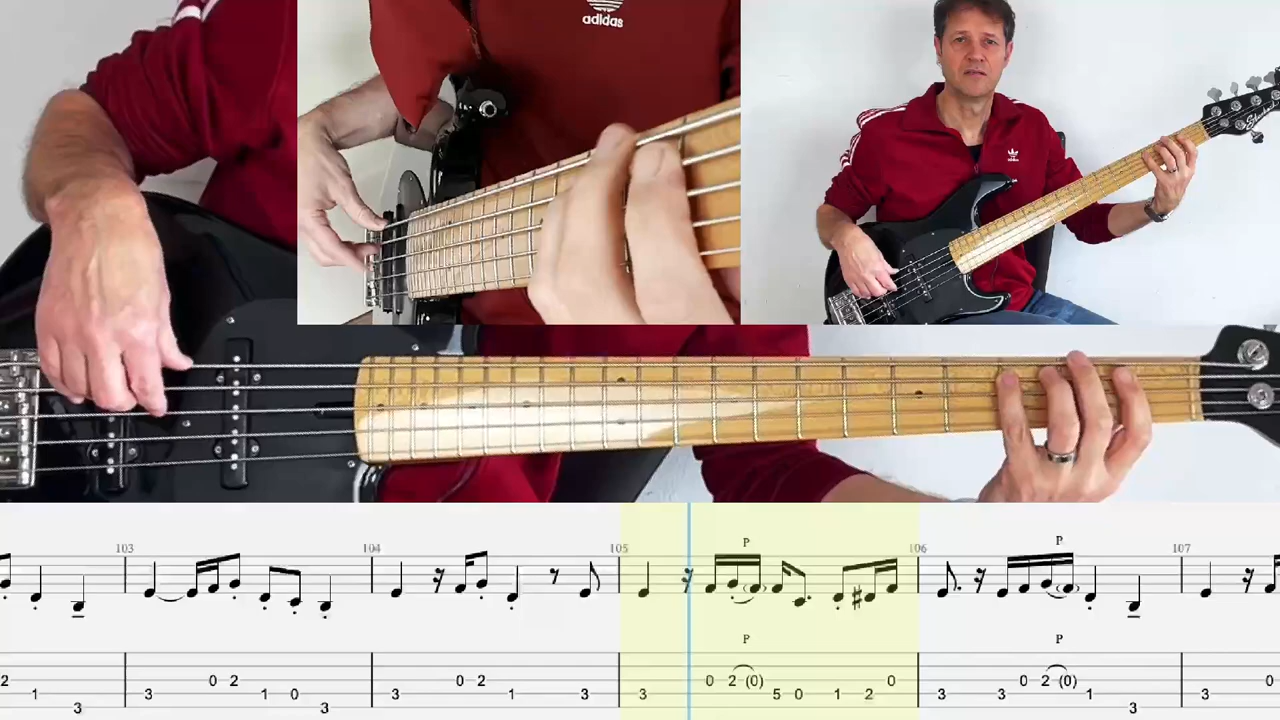 adidas
103 104 105 106 107
P P
P P
2 0 2 0 2 0 2 (0) 0 0 2 (0) 0
1 3 1 0 3 1 3 3 5 0 1 2 3 3 1 3
3 3 3